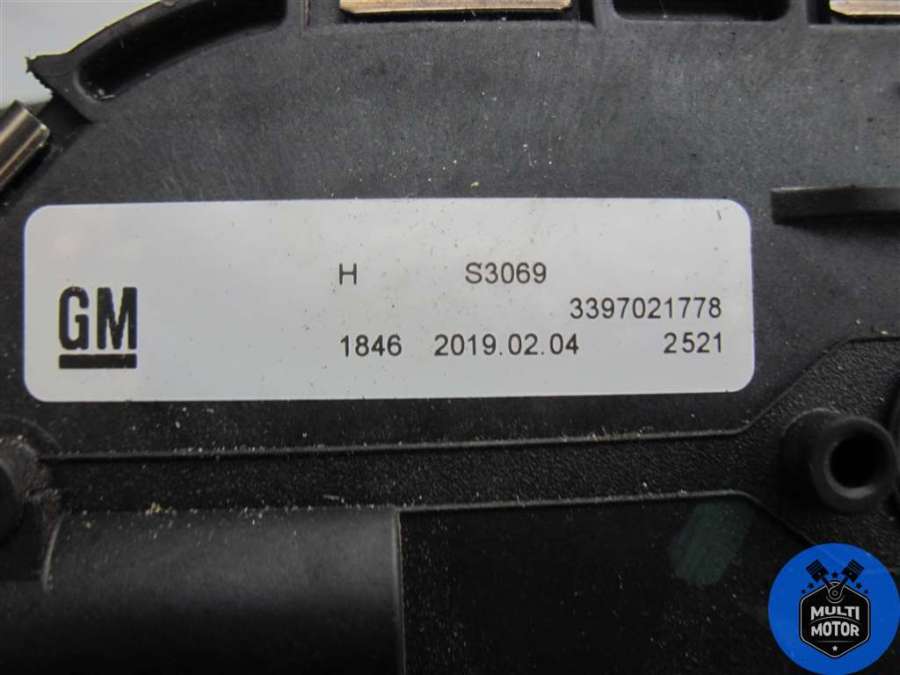 H S3069
3397021778
GM
1846 2019.02.04 2521
MULTI
MOTOR